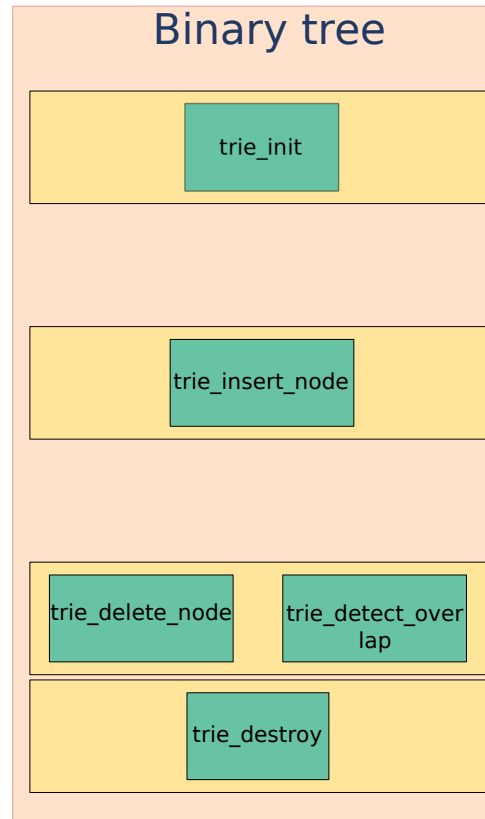 Binary tree
trie_init
trie_insert_node
trie_delete_node
trie_detect_over
lap
trie_destroy